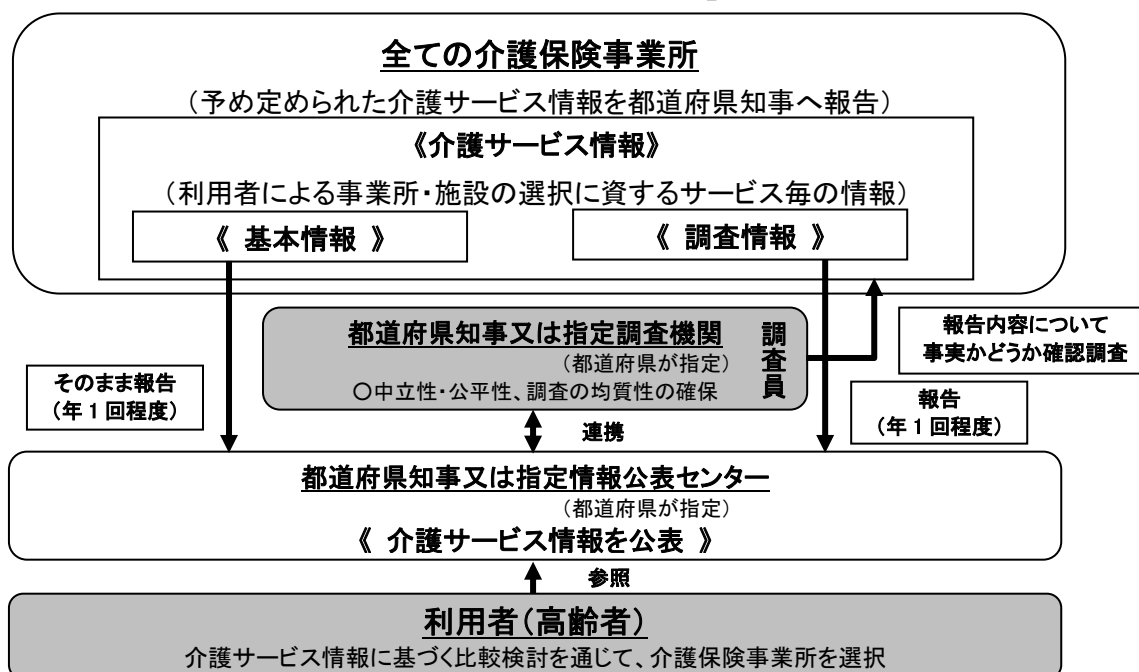 全ての介護保険事業所
（予め定められた介護サービス情報を都道府県知事へ報告）
《介護サービス情報》
（利用者による事業所・施設の選択に資するサービス毎の情報）
《 基本情報 》
《 調査情報 》
都道府県知事又は指定調査機関
（都道府県が指定）
〇中立性・公平性、調査の均質性の確保
調査員
報告内容について
事実かどうか確認調査
そのまま報告
（年１回程度）
報告
（年１回程度）
連携
都道府県知事又は指定情報公表センター
（都道府県が指定）
《 介護サービス情報を公表 》
参照
利用者（高齢者）
介護サービス情報に基づく比較検討を通じて、介護保険事業所を選択